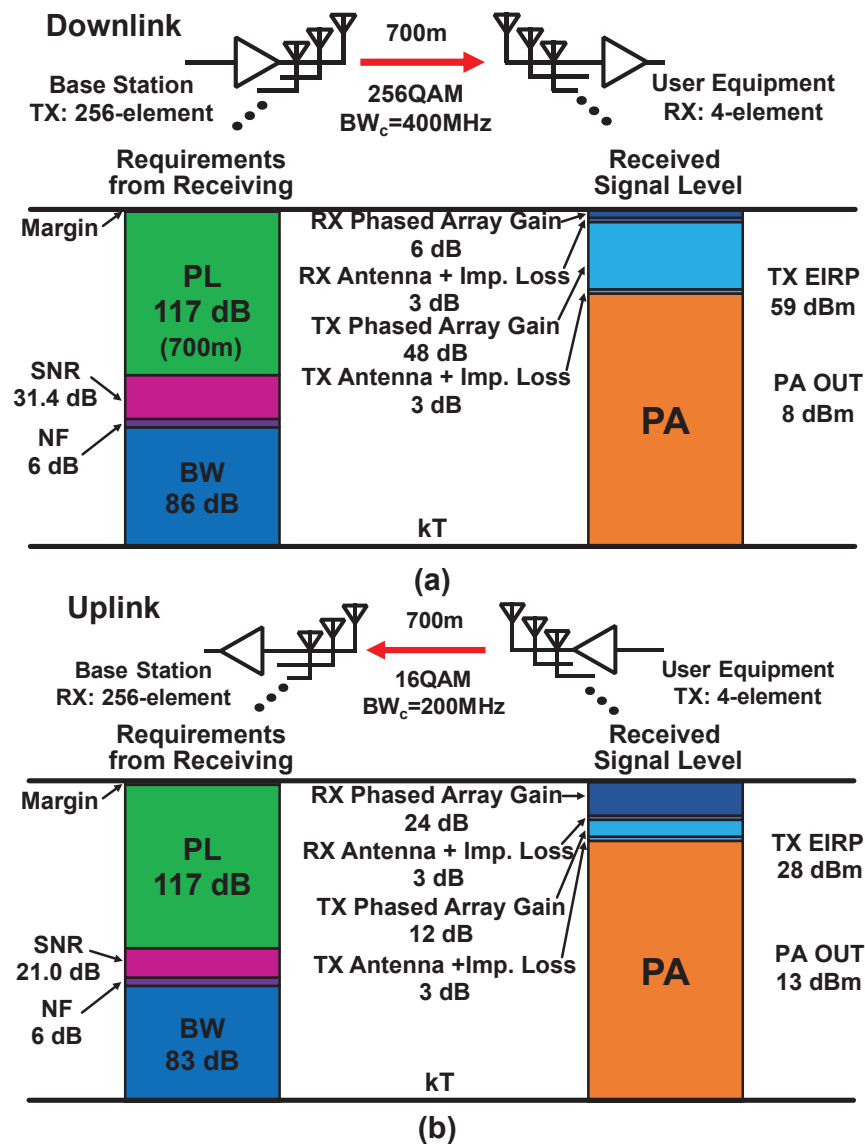 Downlink
700m
Base Station
TX: 256-element
256QAM
BWc=400MHz
User Equipment
RX: 4-element
Requirements
from Receiving
Received
Signal Level
Margin
PL
117 dB
(700m)
SNR
31.4 dB
NF
6 dB
BW
86 dB
RX Phased Array Gain
6 dB
RX Antenna + Imp. Loss
3 dB
TX Phased Array Gain
48 dB
TX Antenna + Imp. Loss
3 dB
PA
TX EIRP
59 dBm
PA OUT
8 dBm
kT
(a)
Uplink
700m
Base Station
RX: 256-element
16QAM
BWc=200MHz
User Equipment
TX: 4-element
Requirements
from Receiving
Received
Signal Level
Margin
PL
117 dB
SNR
21.0 dB
NF
6 dB
BW
83 dB
RX Phased Array Gain
24 dB
RX Antenna + Imp. Loss
3 dB
TX Phased Array Gain
12 dB
TX Antenna +Imp. Loss
3 dB
PA
TX EIRP
28 dBm
PA OUT
13 dBm
kT
(b)